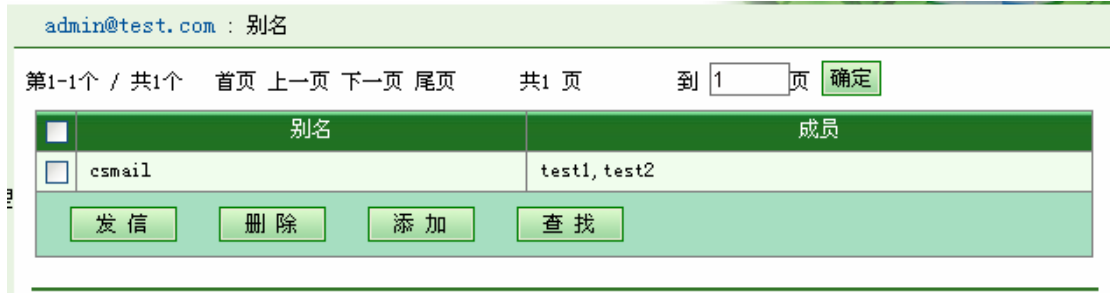 admin@test.com : 别名
第1-1个 / 共1个 首页 上一页 下一页 尾页 共1 页 到 1 页 确定
别名 成员
csmail test1,test2
发 信 删 除 添 加 查 找